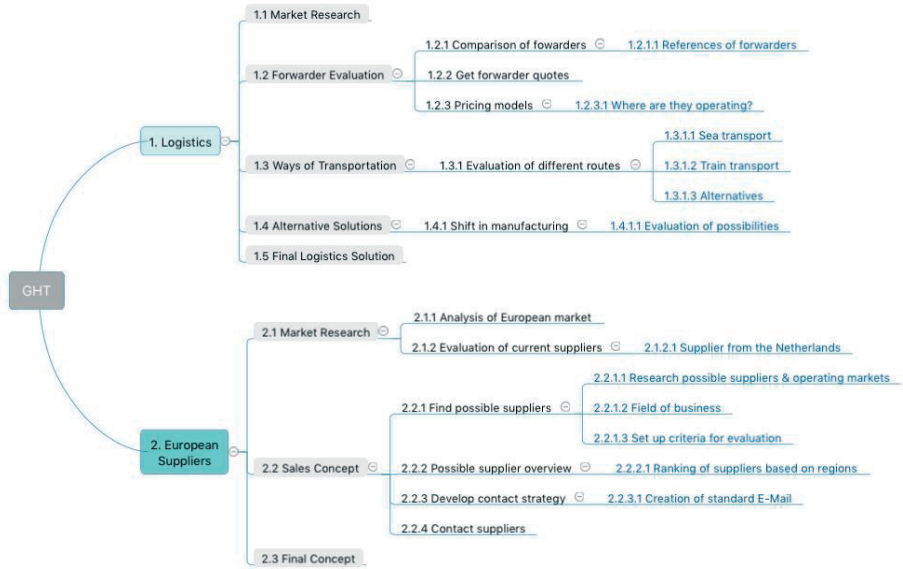 GHT
1. Logistics
1.1 Market Research
1.2 Forwarder Evaluation
1.2.1 Comparison of fowarders
1.2.1.1 References of forwarders
1.2.2 Get forwarder quotes
1.2.3 Pricing models
1.2.3.1 Where are they operating?
1.3 Ways of Transportation
1.3.1 Evaluation of different routes
1.3.1.1 Sea transport
1.3.1.2 Train transport
1.3.1.3 Alternatives
1.4 Alternative Solutions
1.4.1 Shift in manufacturing
1.4.1.1 Evaluation of possibilities
1.5 Final Logistics Solution
2. European
Suppliers
2.1 Market Research
2.1.1 Analysis of European market
2.1.2 Evaluation of current suppliers
2.1.2.1 Supplier from the Netherlands
2.2 Sales Concept
2.2.1 Find possible suppliers
2.2.1.1 Research possible suppliers & operating markets
2.2.1.2 Field of business
2.2.1.3 Set up criteria for evaluation
2.2.2 Possible supplier overview
2.2.2.1 Ranking of suppliers based on regions
2.2.3 Develop contact strategy
2.2.3.1 Creation of standard E-Mail
2.2.4 Contact suppliers
2.3 Final Concept